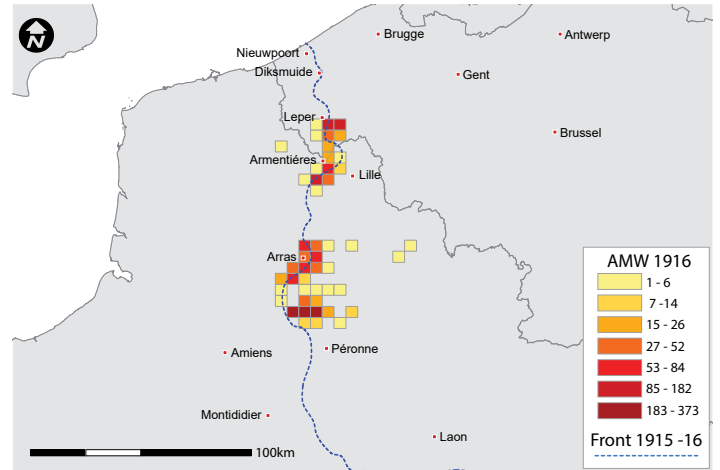 N
Brugge
Antwerp
Nieuwpoort
Diksmuide
Gent
Leper
Brussel
Armentiéres
Lille
Arras
AMW 1916
1 - 6
7 -14
15 - 26
27 - 52
53 - 84
85 - 182
183 - 373
Front 1915 -16
Amiens
Péronne
Montididier
Laon
100km